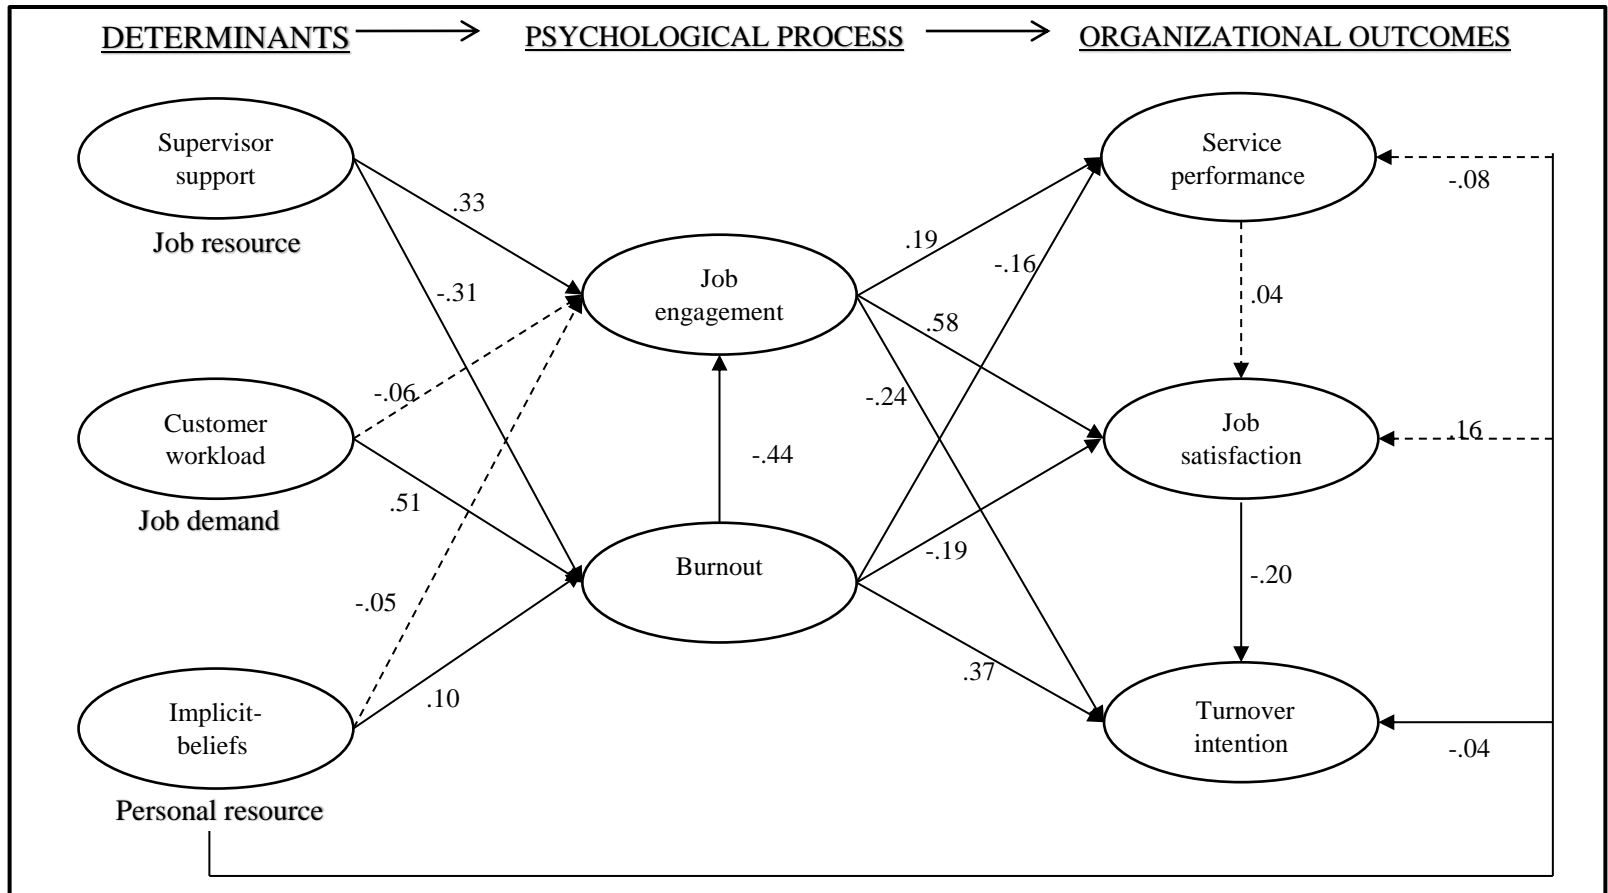 DETERMINANTS
PSYCHOLOGICAL PROCESS
ORGANIZATIONAL OUTCOMES
Supervisor
support
Job resource
Customer
workload
Job demand
Implicit-
beliefs
Personal resource
.33
-.31
-.06
.51
-.05
.10
Job
engagement
-.44
Burnout
.19
-.16
.58
-.24
-.19
.37
Service
performance
-.08
.04
Job
satisfaction
.16
-.20
Turnover
intention
-.04